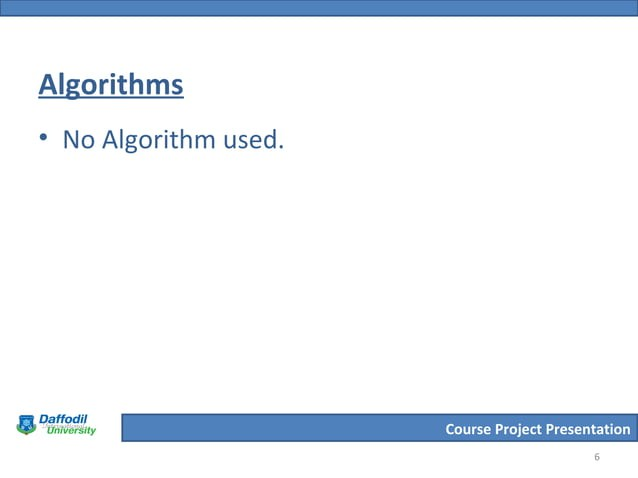 Algorithms
• No Algorithm used.
Daffodil
University
Course Project Presentation
6